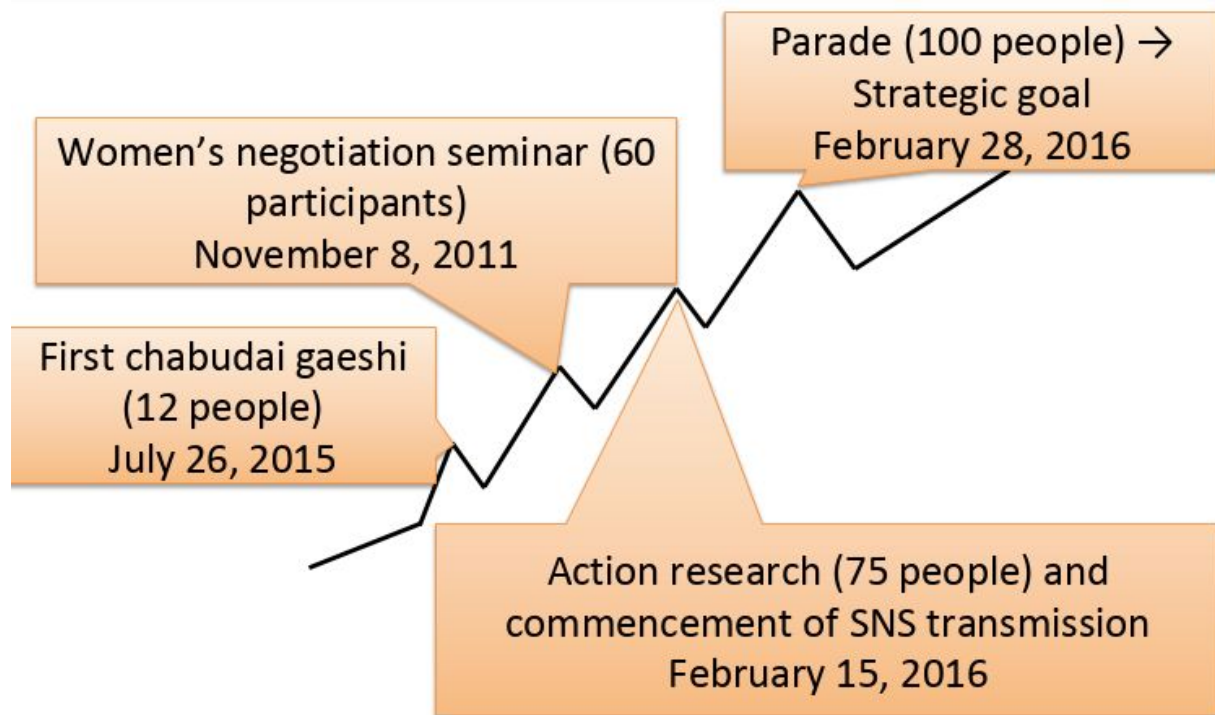 Parade (100 people) →
Strategic goal
February 28, 2016
Women’s negotiation seminar (60
participants)
November 8, 2011
First chabudai gaeshi
(12 people)
July 26, 2015
Action research (75 people) and
commencement of SNS transmission
February 15, 2016